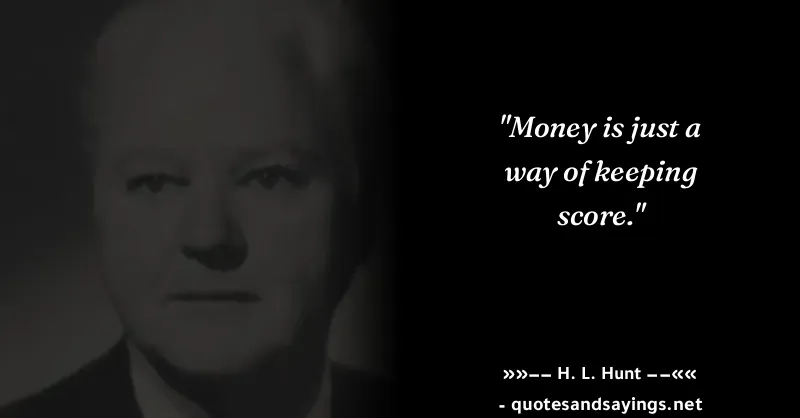 "Money is just a
way of keeping
score."
»»–– H. L. Hunt ––««
- quotesandsayings.net